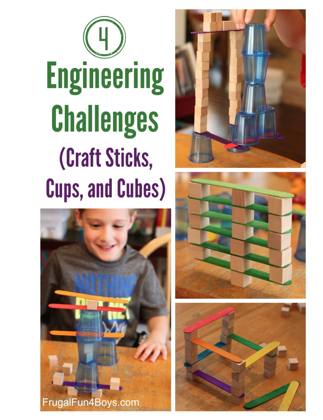 4
Engineering
Challenges
(Craft Sticks,
Cups, and Cubes)
FrugalFun4Boys.com